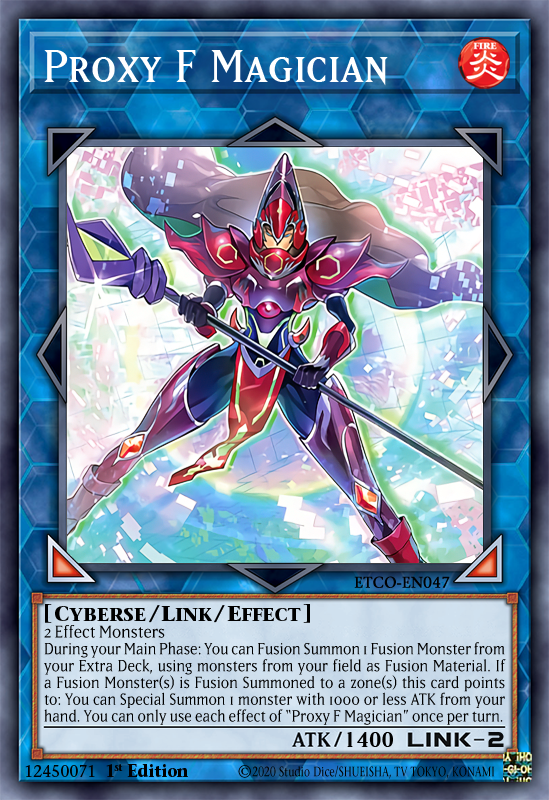 Proxy F Magician
FIRE
炎
ETCO-EN047
[Cyberse/Link/Effect]
2 Effect Monsters
During your Main Phase: You can Fusion Summon 1 Fusion Monster from
your Extra Deck, using monsters from your field as Fusion Material. If
a Fusion Monster(s) is Fusion Summoned to a zone(s) this card points
to: You can Special Summon 1 monster with 1000 or less ATK from your
hand. You can only use each effect of "Proxy F Magician" once per turn.
ATK/1400 LINK-2
12450071 1st Edition ©2020 Studio Dice/SHUEISHA, TV TOKYO, KONAMI